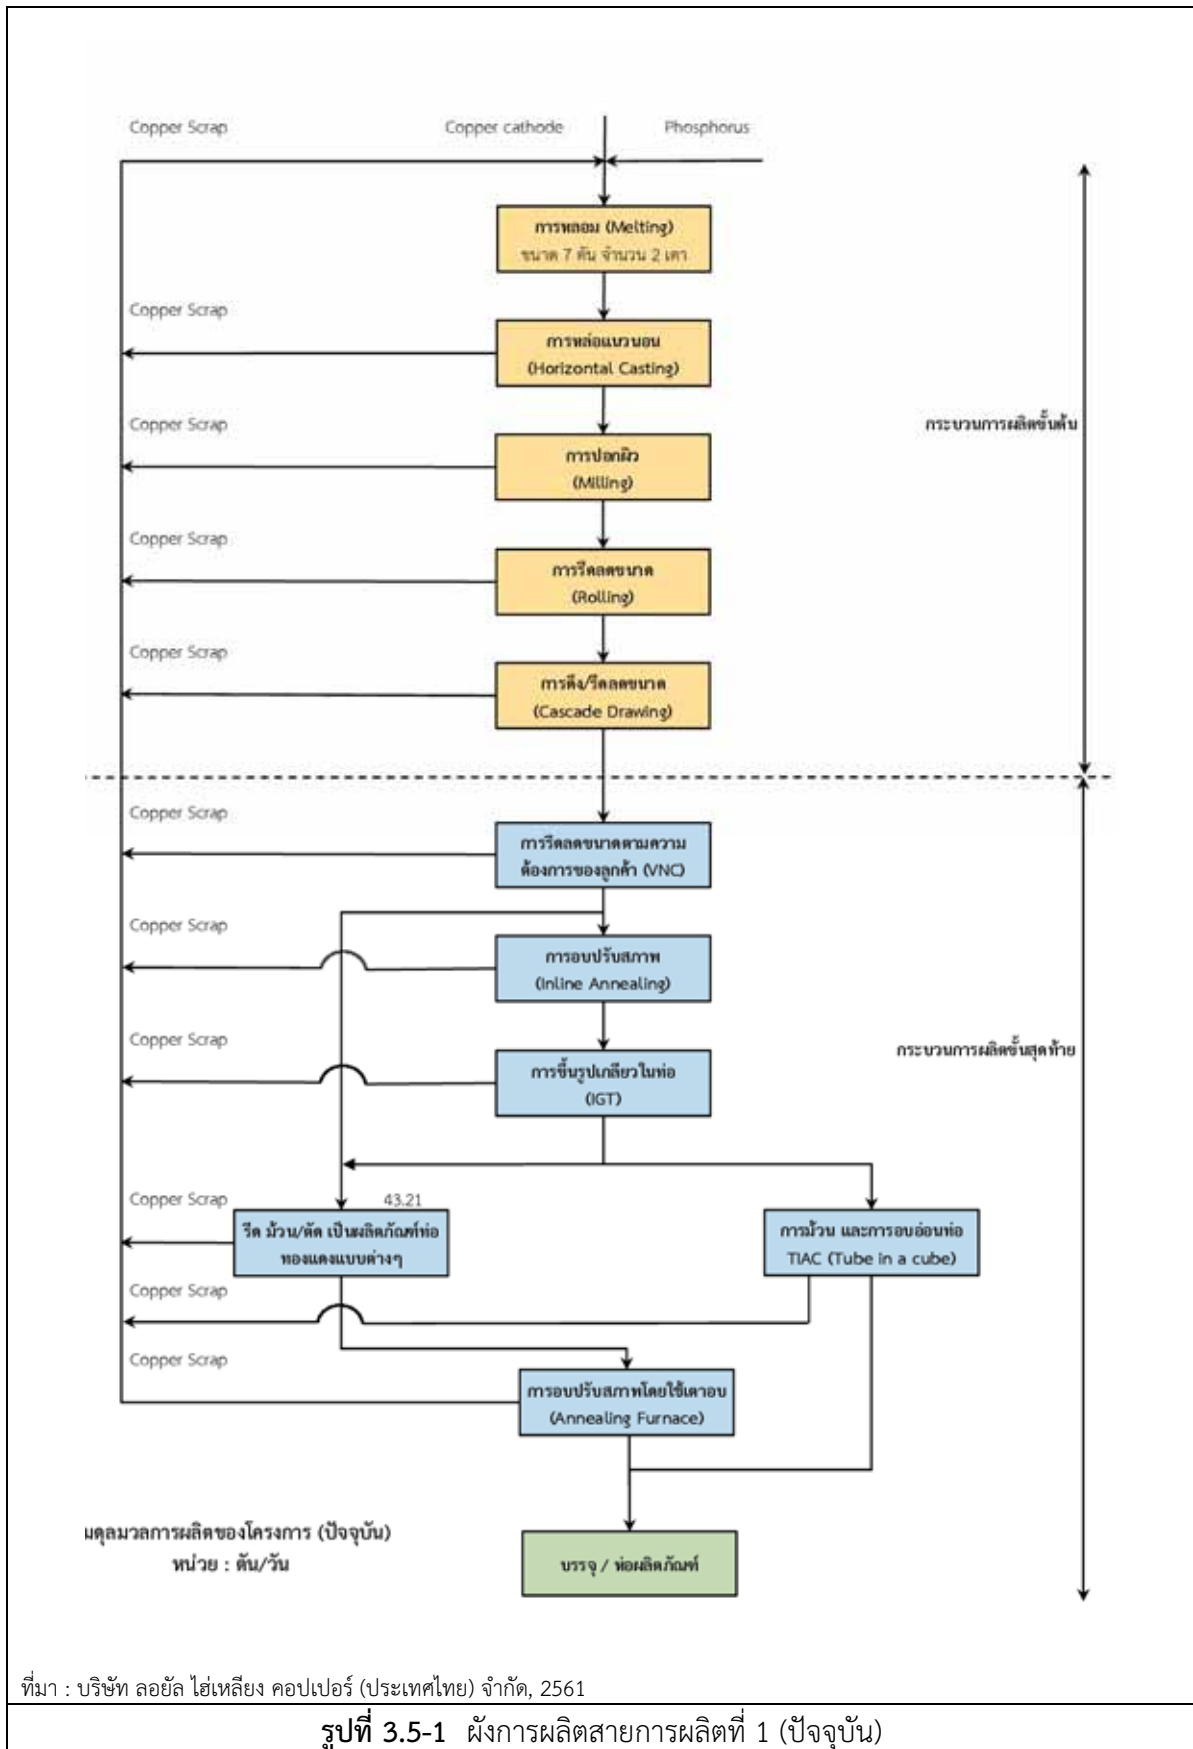 Copper Scrap
Copper cathode
Phosphorus
การหลอม (Melting)
ขนาด 7 ตัน จำนวน 2 เตา
Copper Scrap
การหล่อแนวนอน
(Horizontal Casting)
กระบวนการผลิตขั้นต้น
Copper Scrap
การปอกผิว
(Milling)
Copper Scrap
การรีดลดขนาด
(Rolling)
Copper Scrap
การดึง/รีดลดขนาด
(Cascade Drawing)
Copper Scrap
การรีดลดขนาดตามความ
ต้องการของลูกค้า (VNC)
Copper Scrap
การอบปรับสภาพ
(Inline Annealing)
Copper Scrap
กระบวนการผลิตขั้นสุดท้าย
การขึ้นรูปเกลียวในท่อ
(IGT)
Copper Scrap
43.21
รีด ม้วน/ตัด เป็นผลิตภัณฑ์ท่อ
ทองแดงแบบต่างๆ
การม้วน และการอบอ่อนท่อ
TIAC (Tube in a cube)
Copper Scrap
Copper Scrap
การอบปรับสภาพโดยใช้เตาอบ
(Annealing Furnace)
มดุลมวลการผลิตของโครงการ (ปัจจุบัน)
หน่วย : ตัน/วัน
บรรจุ / ท่อผลิตภัณฑ์
ที่มา : บริษัท ลอยัล ไฮ่เหลียง คอปเปอร์ (ประเทศไทย) จำกัด, 2561
รูปที่ 3.5-1 ผังการผลิตสายการผลิตที่ 1 (ปัจจุบัน)